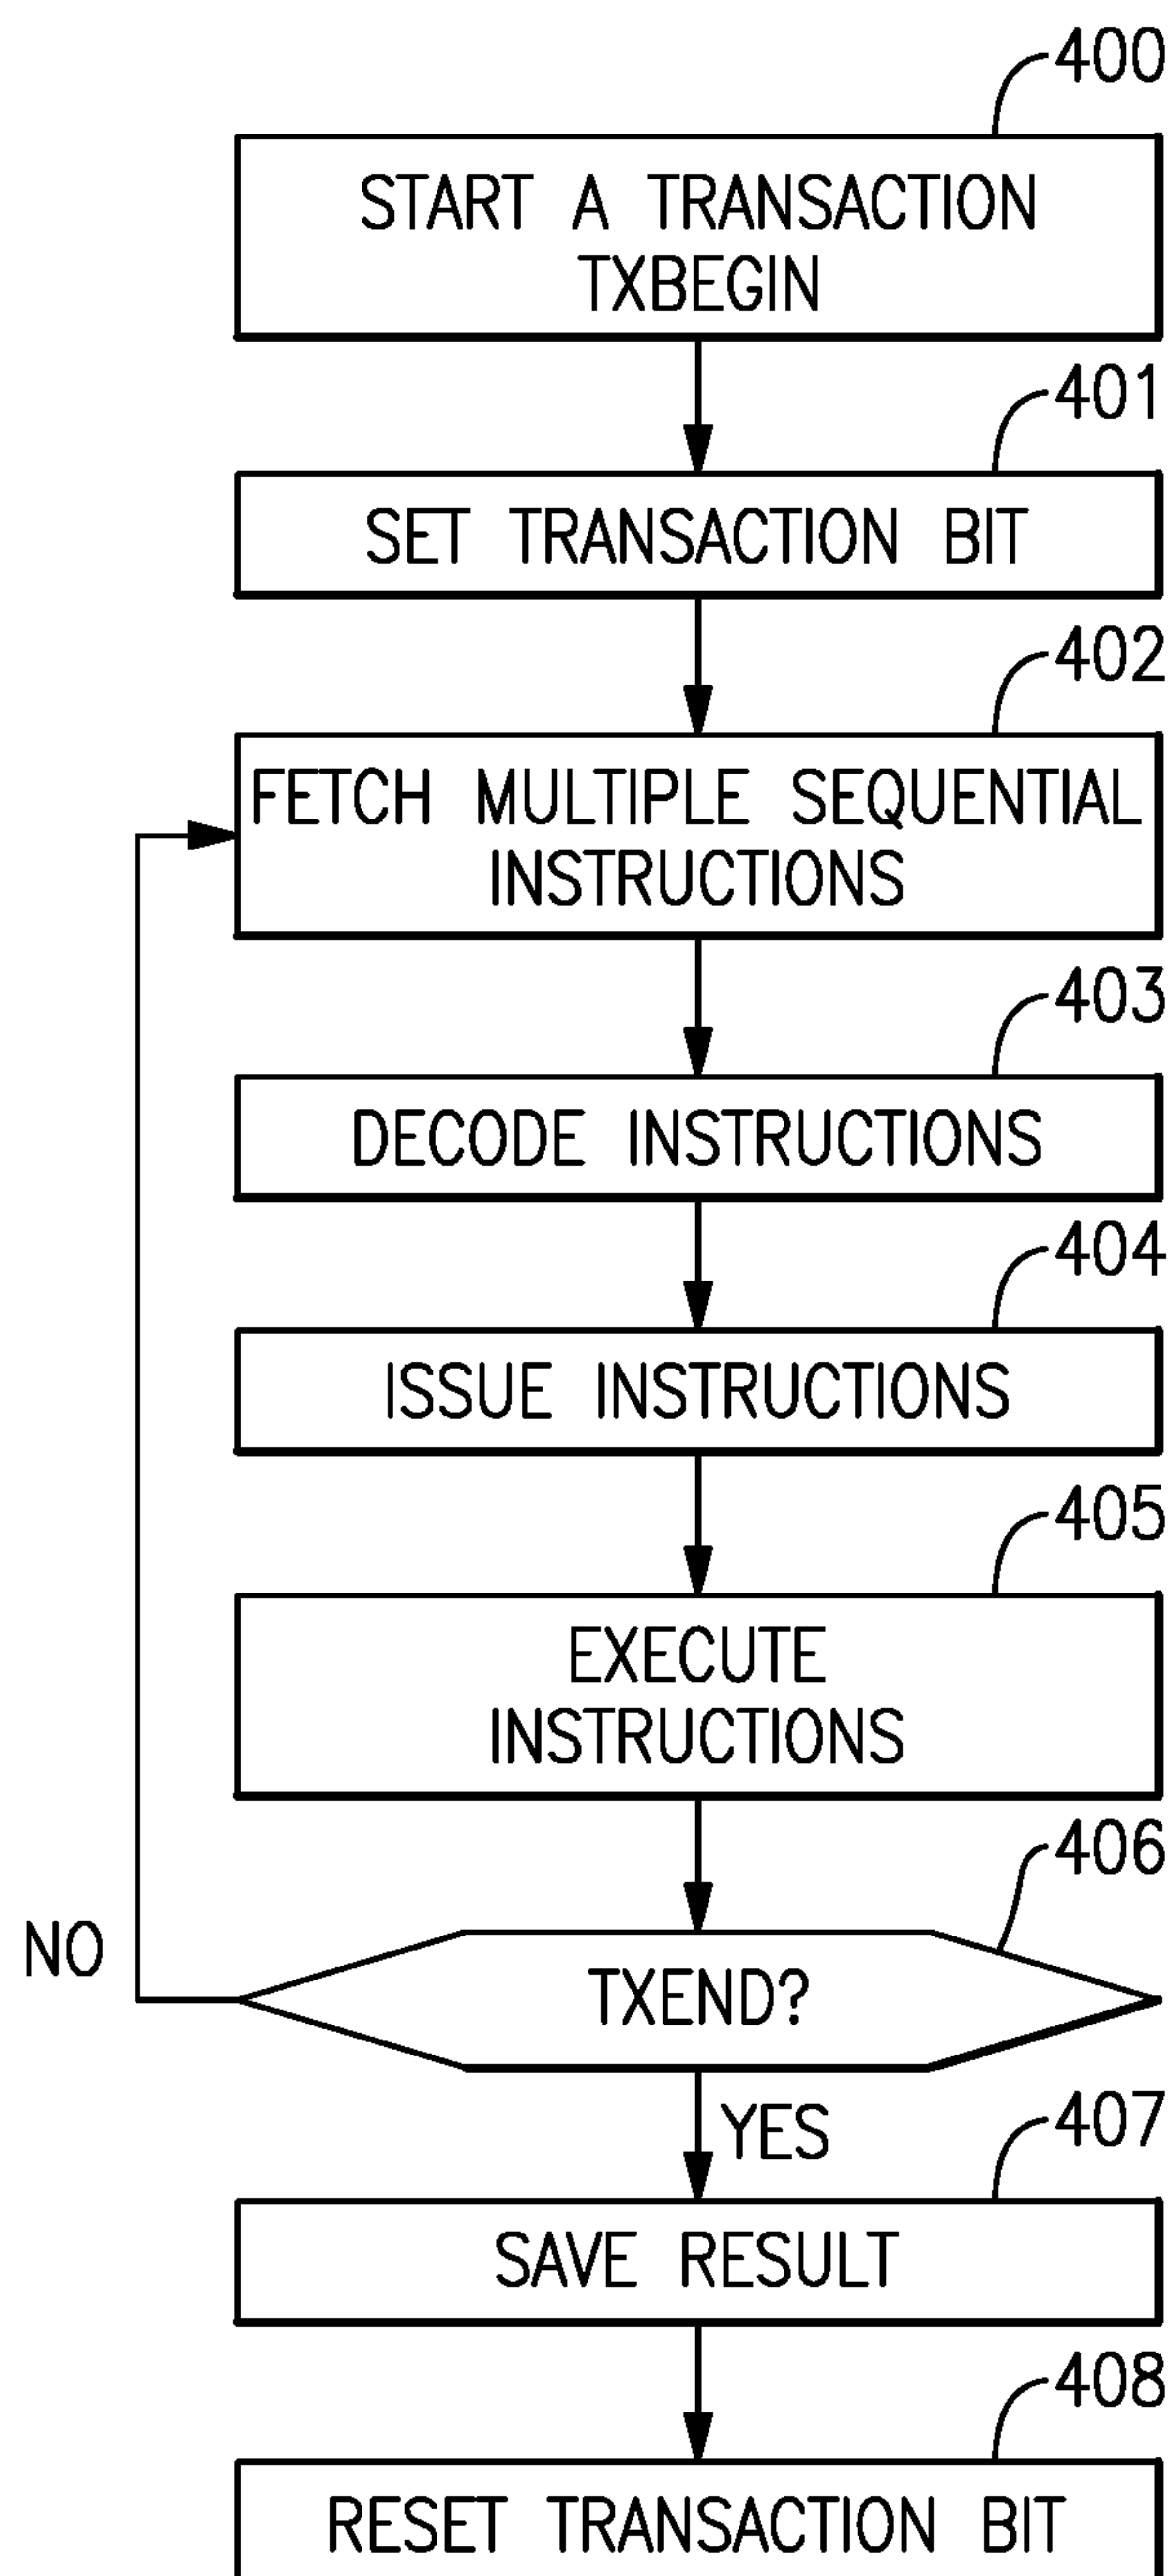 400
START A TRANSACTION
TXBEGIN
401
SET TRANSACTION BIT
402
FETCH MULTIPLE SEQUENTIAL
INSTRUCTIONS
403
DECODE INSTRUCTIONS
404
ISSUE INSTRUCTIONS
405
EXECUTE
INSTRUCTIONS
406
NO
TXEND?
YES
407
SAVE RESULT
408
RESET TRANSACTION BIT